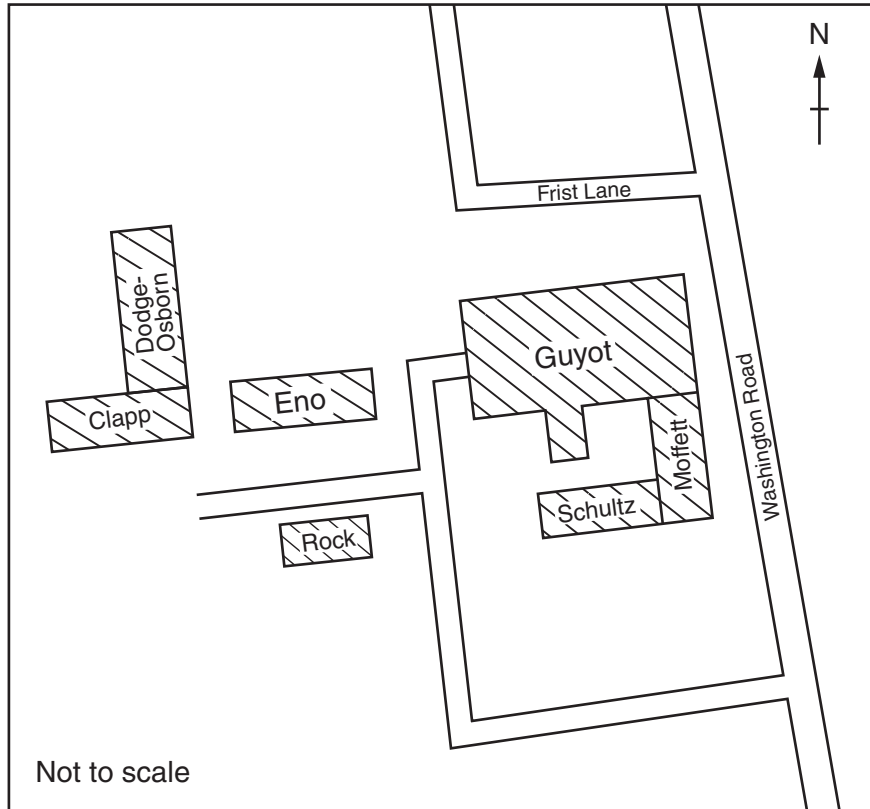 N
Frist Lane
Dodge-
Osborn
Guyot
Eno
Clapp
Washington Road
Moffett
Schultz
Rock
Not to scale